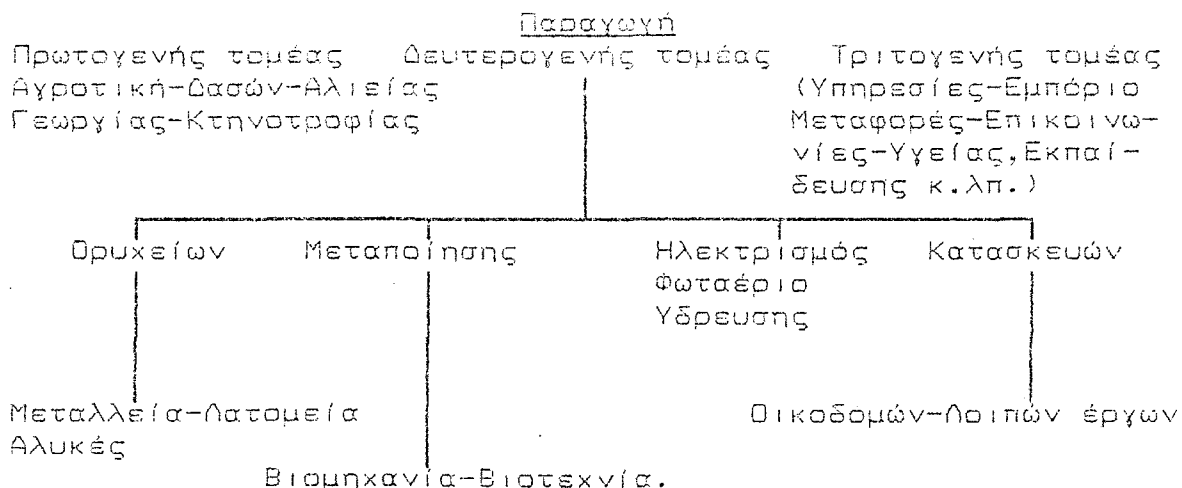 Παραγωγή
Πρωτογενής τομέας Δευτερογενής τομέας Τριτογενής τομέας
Αγροτική-Δασών-Αλιείας (Υπηρεσίες-Εμπόριο
Γεωργίας-Κτηνοτροφίας Μεταφορές-Επικοινω-
νίες-Υγείας,Εκπαί-
δευσης κ.λπ.)
Ορυχείων Μεταποίησης Ηλεκτρισμός Κατασκευών
Φωταέριο
Υδρευσης
Μεταλλεία-Λατομεία Οικοδομών-Λοιπών έργων
Αλυκές
Βιομηχανία-Βιοτεχνία.